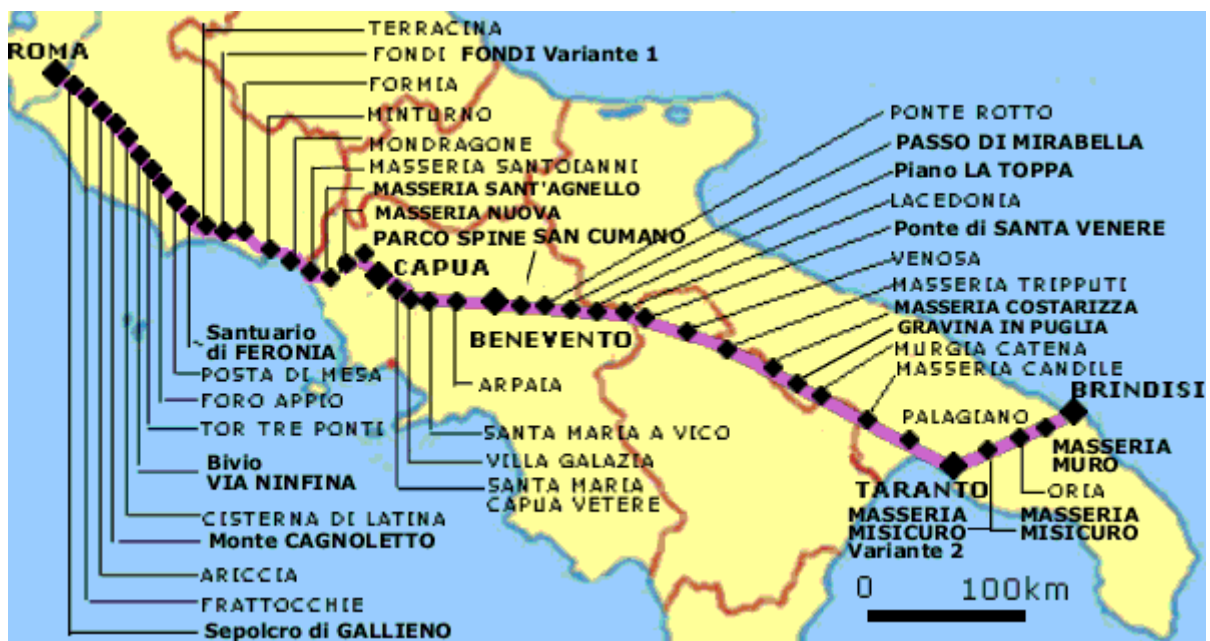 TERRACINA
ROMA
FONDI FONDI Variante 1
FORMIA
MINTURNO
MONDRAGONE
MASSERIA SANTOIANNI
MASSERIA SANT'AGNELLO
MASSERIA NUOVA
PARCO SPINE SAN CUMANO
CAPUA
PONTE ROTTO
PASSO DI MIRABELLA
Piano LA TOPPA
LACEDONIA
Ponte di SANTA VENERE
VENOSA
MASSERIA TRIPPUTI
MASSERIA COSTARIZZA
GRAVINA IN PUGLIA
MURGIA CATENA
MASSERIA CANDILE
BENEVENTO
ARPAIA
Santuario
di FERONIA
POSTA DI MESA
FORO APPIO
TOR TRE PONTI
Bivio
VIA NINFINA
CISTERNA DI LATINA
Monte CAGNOLETTO
ARICCIA
FRATTOCCHIE
Sepolcro di GALLIENO
SANTA MARIA A VICO
VILLA GALAZIA
SANTA MARIA
CAPUA VETERE
PALAGIANO
BRINDISI
MASSERIA
MURO
TARANTO
ORIA
MASSERIA
MISICURO
Variante 2
MASSERIA
MISICURO
0 100km